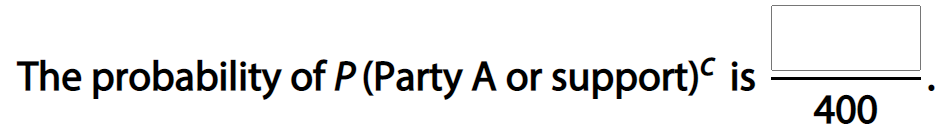 The probability of P (Party A or support)ᶜ is ⁄400.